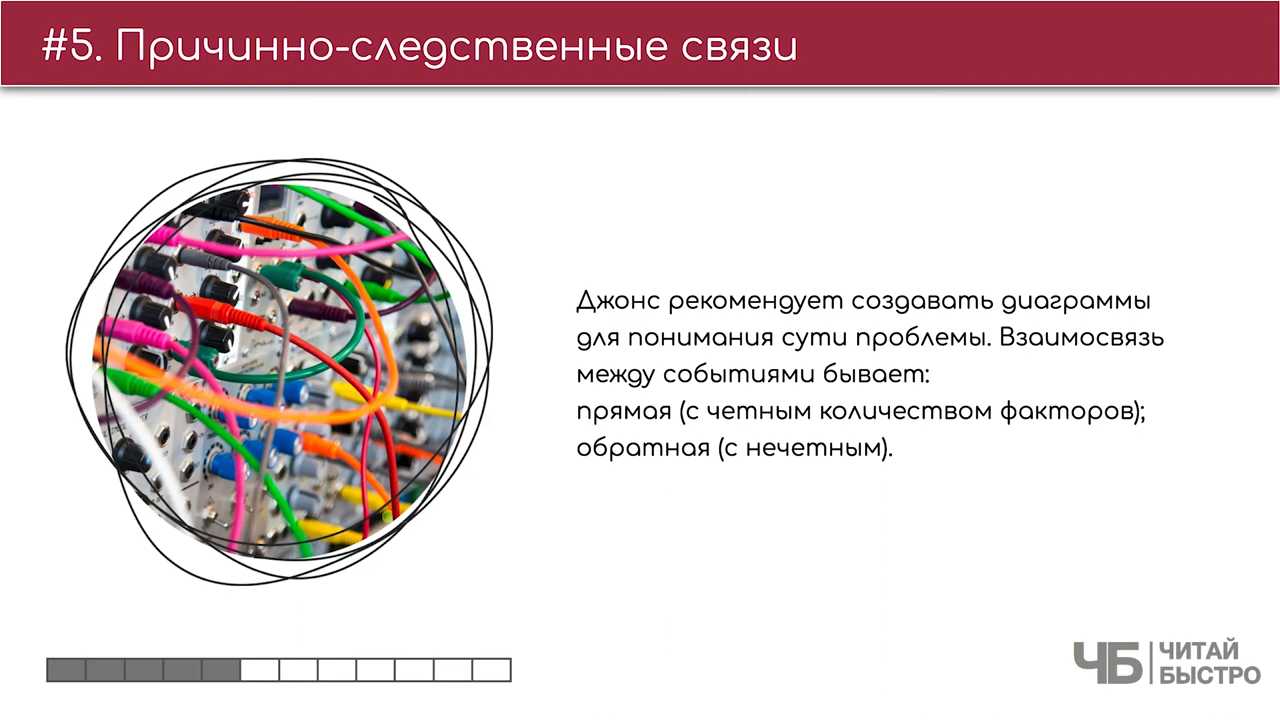 #5. Причинно-следственные связи
Джонс рекомендует создавать диаграммы
для понимания сути проблемы. Взаимосвязь
между событиями бывает:
прямая (с четным количеством факторов);
обратная (с нечетным).
ЧБ
ЧИТАЙ
БЫСТРО